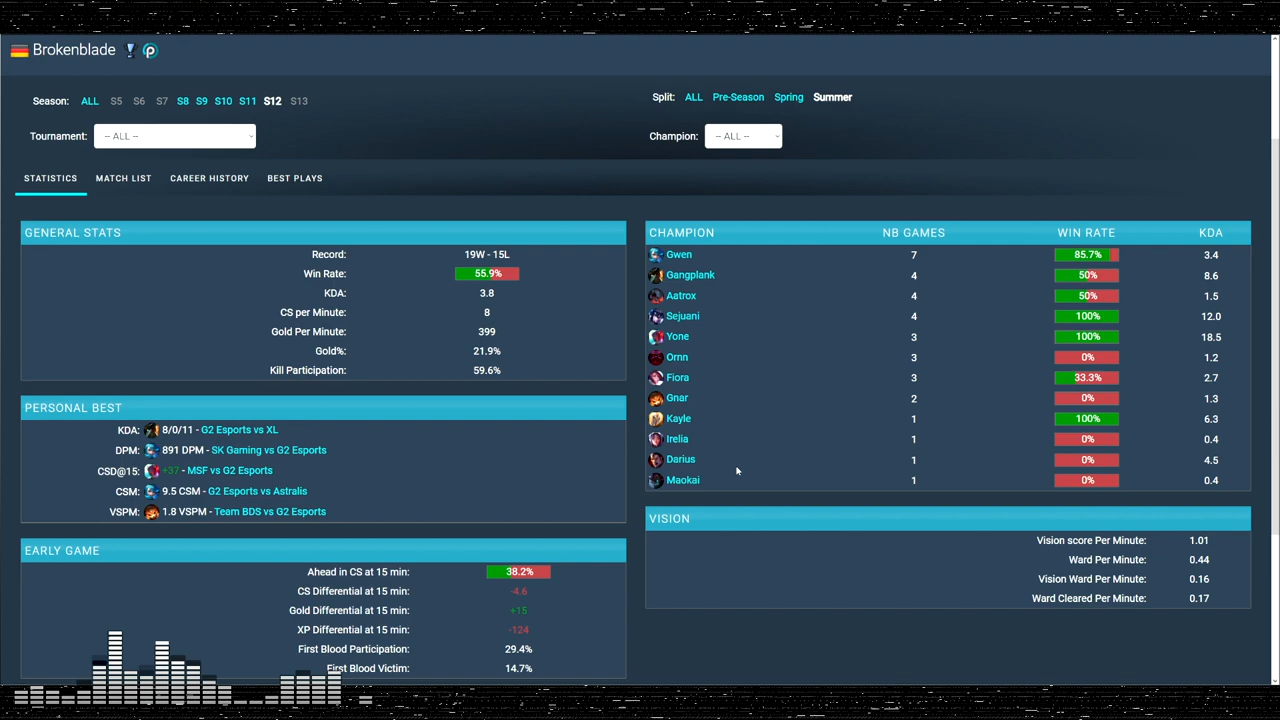 Brokenblade
Season: ALL S5 S6 S7 S8 S9 S10 S11 S12 S13
Split: ALL Pre-Season Spring Summer
Tournament: -- ALL --
Champion: -- ALL --
STATISTICS MATCH LIST CAREER HISTORY BEST PLAYS
GENERAL STATS
Record: 19W - 15L
Win Rate: 55.9%
KDA: 3.8
CS per Minute: 8
Gold Per Minute: 399
Gold%: 21.9%
Kill Participation: 59.6%
PERSONAL BEST
KDA: 8/0/11 - G2 Esports vs XL
DPM: 891 DPM - SK Gaming vs G2 Esports
CSD@15: +37 - MSF vs G2 Esports
CSM: 9.5 CSM - G2 Esports vs Astralis
VSPM: 1.8 VSPM - Team BDS vs G2 Esports
EARLY GAME
Ahead in CS at 15 min: 38.2%
CS Differential at 15 min: -4.6
Gold Differential at 15 min: +15
XP Differential at 15 min: -124
First Blood Participation: 29.4%
First Blood Victim: 14.7%
CHAMPION NB GAMES WIN RATE KDA
Gwen 7 85.7% 3.4
Gangplank 4 50% 8.6
Aatrox 4 50% 1.5
Sejuani 4 100% 12.0
Yone 3 100% 18.5
Ornn 3 0% 1.2
Fiora 3 33.3% 2.7
Gnar 2 0% 1.3
Kayle 1 100% 6.3
Irelia 1 0% 0.4
Darius 1 0% 4.5
Maokai 1 0% 0.4
VISION
Vision score Per Minute: 1.01
Ward Per Minute: 0.44
Vision Ward Per Minute: 0.16
Ward Cleared Per Minute: 0.17